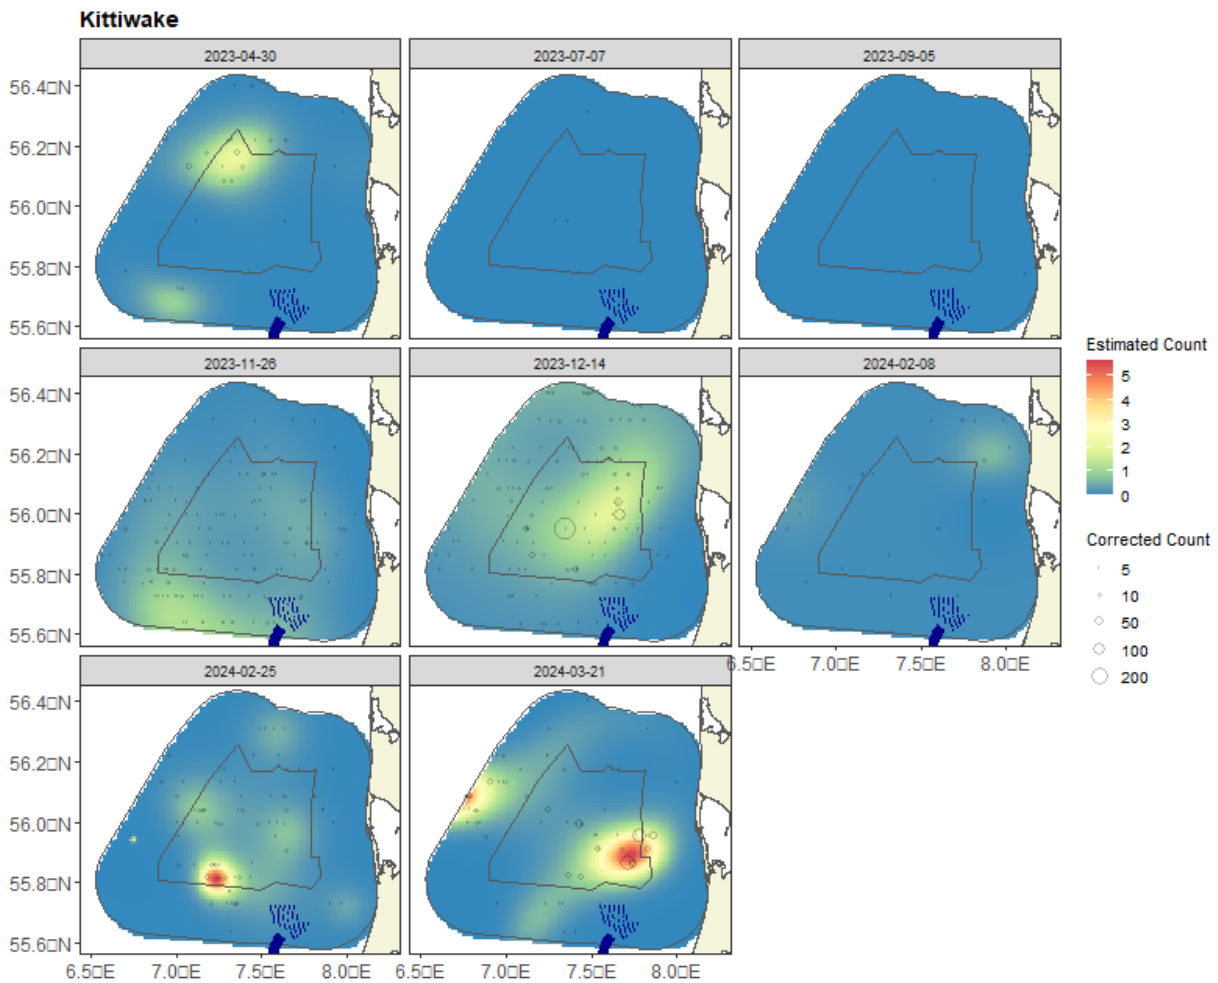 Kittiwake
2023-04-30
2023-07-07
2023-09-05
56.4□N
56.2□N
56.0□N
55.8□N
55.6□N
2023-11-26
2023-12-14
2024-02-08
56.4□N
56.2□N
56.0□N
55.8□N
55.6□N
6.5□E 7.0□E 7.5□E 8.0□E
2024-02-25
2024-03-21
56.4□N
56.2□N
56.0□N
55.8□N
55.6□N
6.5□E 7.0□E 7.5□E 8.0□E
6.5□E 7.0□E 7.5□E 8.0□E
Estimated Count
5
4
3
2
1
0
Corrected Count
5
10
50
100
200